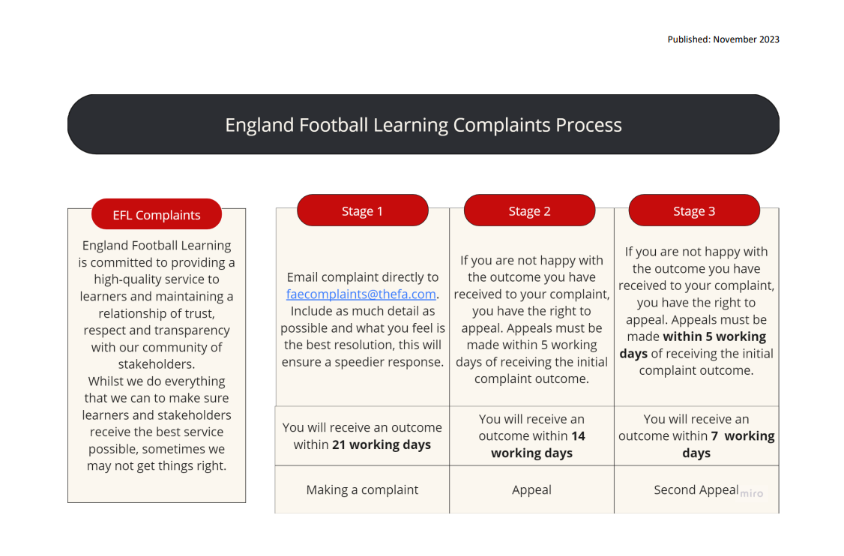 Published: November 2023
England Football Learning Complaints Process
EFL Complaints
England Football Learning
is committed to providing a
high-quality service to
learners and maintaining a
relationship of trust,
respect and transparency
with our community of
stakeholders.
Whilst we do everything
that we can to make sure
learners and stakeholders
receive the best service
possible, sometimes we
may not get things right.
Stage 1
Email complaint directly to
faecomplaints@thefa.com.
Include as much detail as
possible and what you feel is
the best resolution, this will
ensure a speedier response.
You will receive an outcome
within 21 working days
Making a complaint
Stage 2
If you are not happy with
the outcome you have
received to your complaint,
you have the right to
appeal. Appeals must be
made within 5 working
days of receiving the initial
complaint outcome.
You will receive an
outcome within 14
working days
Appeal
Stage 3
If you are not happy with
the outcome you have
received to your complaint,
you have the right to
appeal. Appeals must be
made within 5 working
days of receiving the initial
complaint outcome.
You will receive an
outcome within 7 working
days
Second Appeal
miro